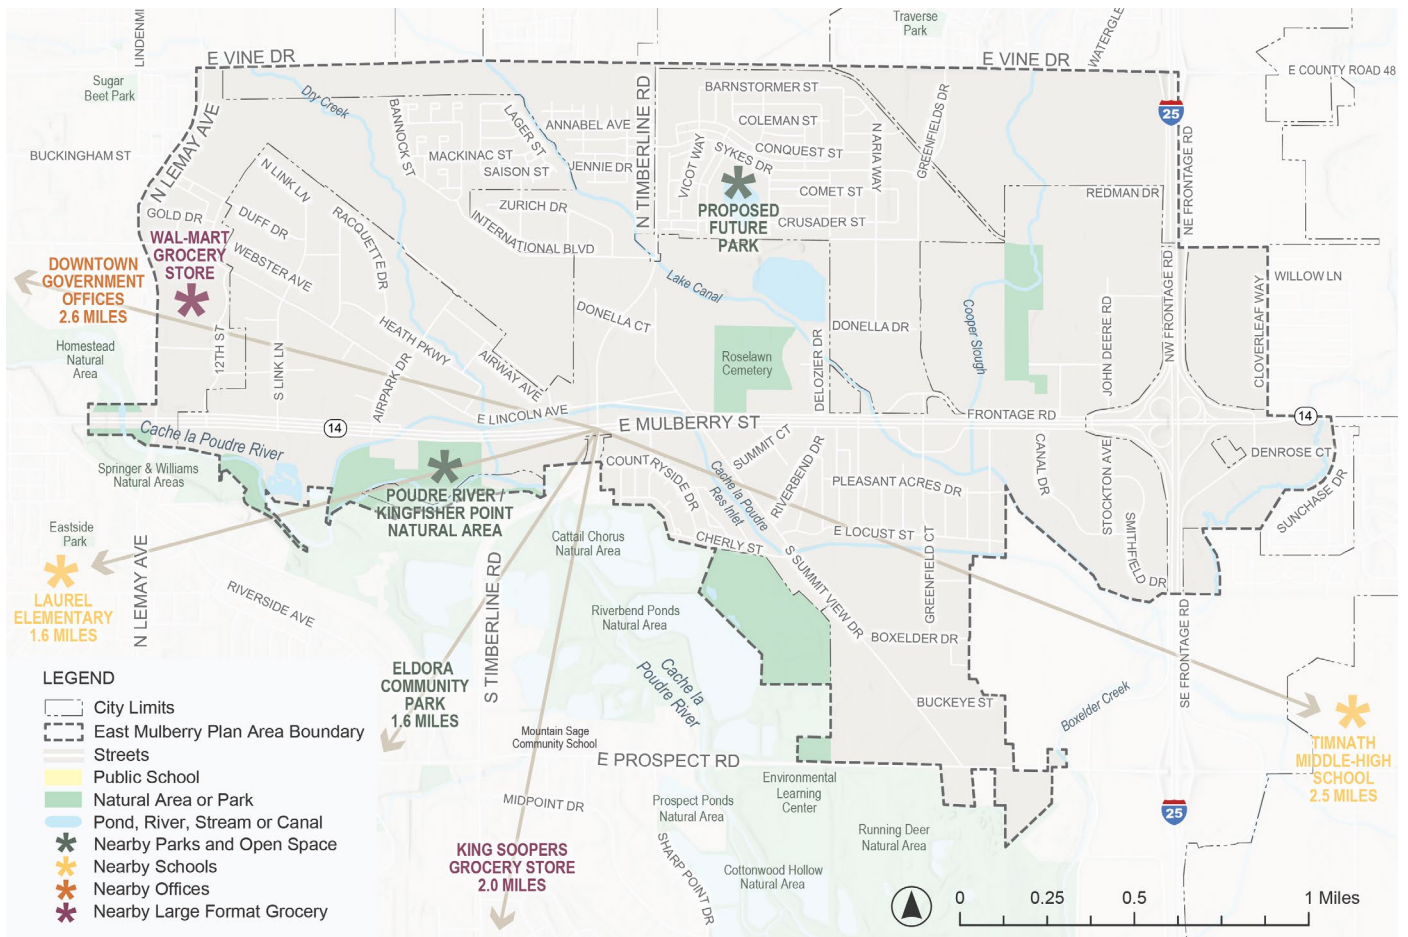 LINDENMI
E VINE DR
Traverse
Park
E VINE DR
WATERGLE
E COUNTY ROAD 48
Sugar
Beet Park
Dry Creek
BANNOCK ST
LAGER ST
ANNABEL AVE
MACKINAC ST
SAISON ST
JENNIE DR
ZURICH DR
INTERNATIONAL BLVD
N TIMBERLINE RD
BARNSTORMER ST
COLEMAN ST
CONQUEST ST
SYKES DR
VICOT WAY
COMET ST
CRUSADER ST
N ARIA WAY
GREENFIELDS DR
25
NE FRONTAGE RD
REDMAN DR
PROPOSED
FUTURE
PARK
BUCKINGHAM ST
N LEMAY AVE
N LINK LN
GOLD DR
DUFF DR
RACQUETTE DR
WEBSTER AVE
WAL-MART
GROCERY
STORE
DOWNTOWN
GOVERNMENT
OFFICES
2.6 MILES
Homestead
Natural
Area
12TH ST
S LINK LN
HEATH PKWY
AIRPARK DR
AIRWAY AVE
DONELLA CT
Lake Canal
Roselawn
Cemetery
DONELLA DR
DELOZIER DR
Cooper Slough
JOHN DEERE RD
NW FRONTAGE RD
WILLOW LN
CLOVERLEAF WAY
E LINCOLN AVE
E MULBERRY ST
FRONTAGE RD
14
14
Cache la Poudre River
Springer & Williams
Natural Areas
POUDRE RIVER /
KINGFISHER POINT
NATURAL AREA
COUNTRYSIDE DR
SUMMIT CT
RIVERBEND DR
Cache la Poudre
Res Inlet
PLEASANT ACRES DR
CANAL DR
STOCKTON AVE
DENROSE CT
SUNCHASE DR
SMITHFIELD DR
Eastside
Park
Cattail Chorus
Natural Area
CHERLY ST
E LOCUST ST
GREENFIELD CT
S SUMMIT VIEW DR
LAUREL
ELEMENTARY
1.6 MILES
N LEMAY AVE
RIVERSIDE AVE
S TIMBERLINE RD
Riverbend Ponds
Natural Area
BOXELDER DR
SE FRONTAGE RD
ELDORA
COMMUNITY
PARK
1.6 MILES
Cache la
Poudre River
BUCKEYE ST
Boxelder Creek
Mountain Sage
Community School
E PROSPECT RD
TIMNATH
MIDDLE-HIGH
SCHOOL
2.5 MILES
Environmental
Learning
Center
MIDPOINT DR
Prospect Ponds
Natural Area
25
SHARP POINT DR
Running Deer
Natural Area
KING SOOPERS
GROCERY STORE
2.0 MILES
Cottonwood Hollow
Natural Area
LEGEND
City Limits
East Mulberry Plan Area Boundary
Streets
Public School
Natural Area or Park
Pond, River, Stream or Canal
Nearby Parks and Open Space
Nearby Schools
Nearby Offices
Nearby Large Format Grocery
0 0.25 0.5 1 Miles